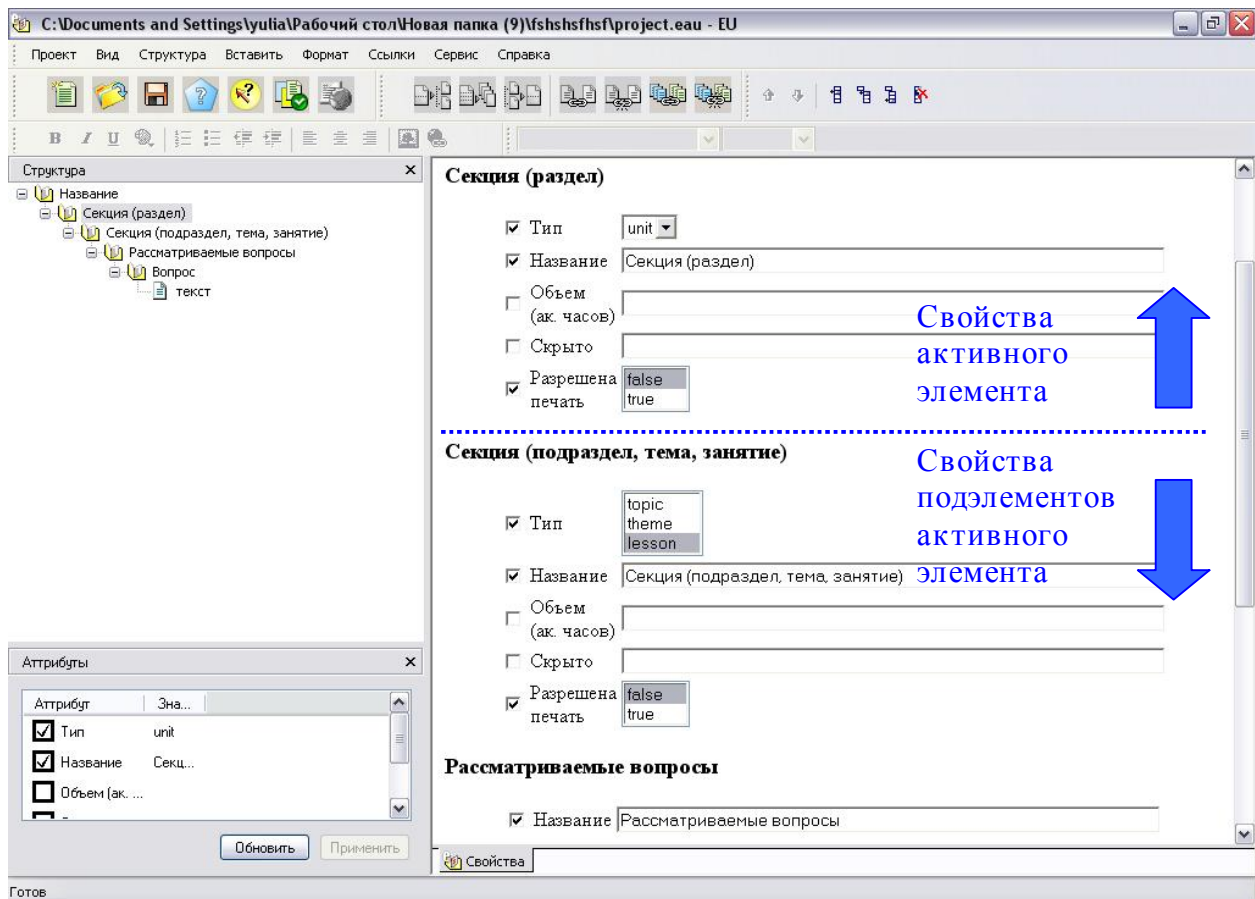 C:\Documents and Settings\yulia\Рабочий стол\Новая папка (9)\fshshsfhsf\project.eau - EU
Проект Вид Структура Вставить Формат Ссылки Сервис Справка
B I U
Структура
Название
Секция (раздел)
Секция (подраздел, тема, занятие)
Рассматриваемые вопросы
Вопрос
текст
Аттрибуты
Аттрибут Зна...
Тип unit
Название Секц...
Объем (ак. ...
Обновить Применить
Секция (раздел)
Тип unit
Название Секция (раздел)
Объем
(ак. часов)
Скрыто
Разрешена
печать
false
true
Свойства
активного
элемента
Секция (подраздел, тема, занятие)
Тип
topic
theme
lesson
Название Секция (подраздел, тема, занятие)
Объем
(ак. часов)
Скрыто
Разрешена
печать
false
true
Свойства
подэлементов
активного
элемента
Рассматриваемые вопросы
Название Рассматриваемые вопросы
Свойства
Готов